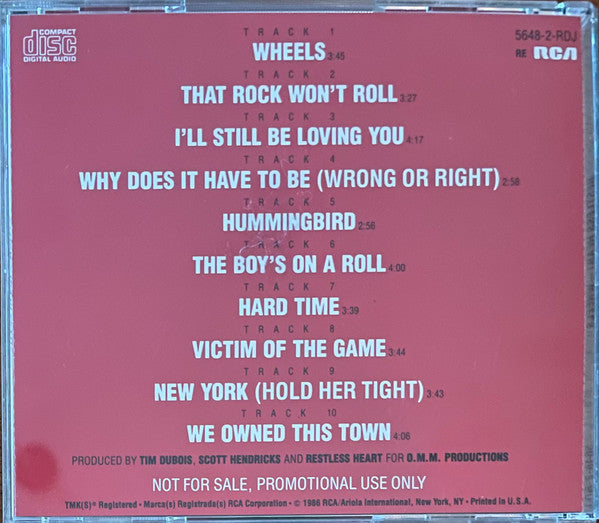 COMPACT
disc
DIGITAL AUDIO
5648-2-RDJ
RE RCA
TRACK 1
WHEELS 3:45
TRACK 2
THAT ROCK WON'T ROLL 3:27
TRACK 3
I'LL STILL BE LOVING YOU 4:17
TRACK 4
WHY DOES IT HAVE TO BE (WRONG OR RIGHT) 2:58
TRACK 5
HUMMINGBIRD 2:56
TRACK 6
THE BOY'S ON A ROLL 4:00
TRACK 7
HARD TIME 3:39
TRACK 8
VICTIM OF THE GAME 3:44
TRACK 9
NEW YORK (HOLD HER TIGHT) 3:43
TRACK 10
WE OWNED THIS TOWN 4:06
PRODUCED BY TIM DUBOIS, SCOTT HENDRICKS AND RESTLESS HEART FOR O.M.M. PRODUCTIONS
NOT FOR SALE, PROMOTIONAL USE ONLY
TMK(S)® Registered • Marca(s) Registrada(s) RCA Corporation • © 1986 RCA/Ariola International, New York, NY • Printed in U.S.A.